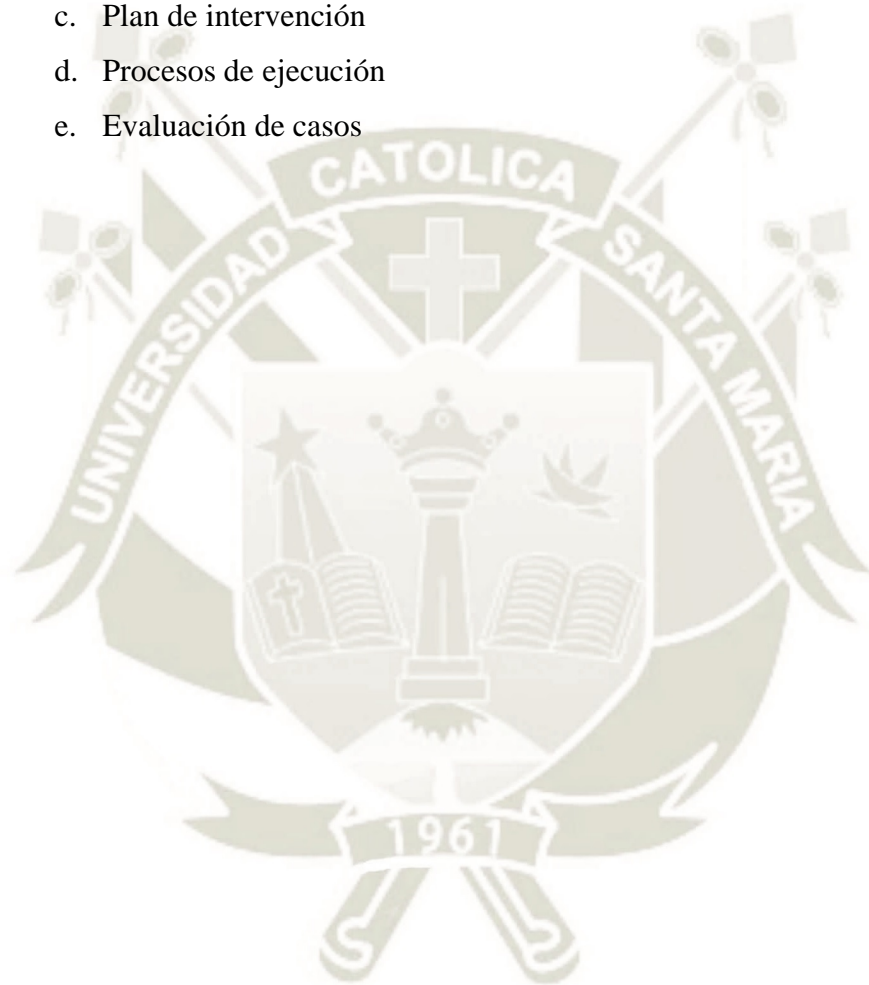 c. Plan de intervención
d. Procesos de ejecución
e. Evaluación de casos
UNIVERSIDAD CATOLICA SANTA MARIA
1961